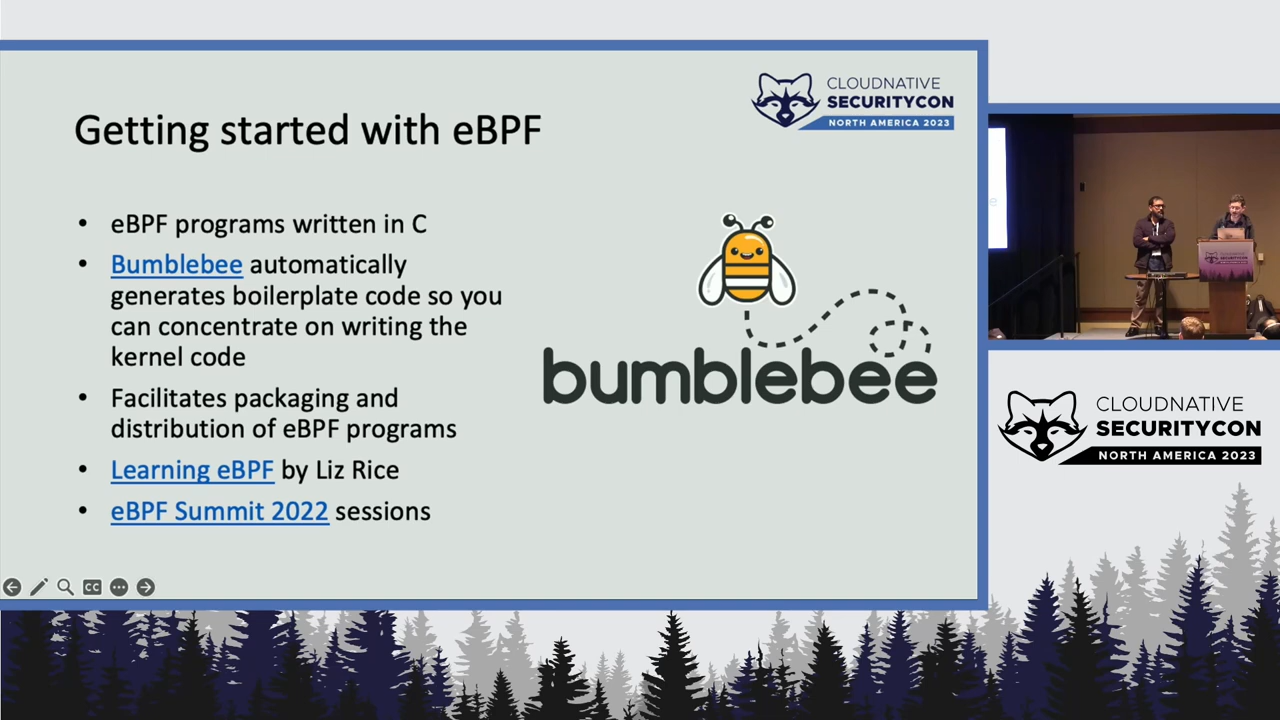 CLOUDNATIVE
SECURITYCON
NORTH AMERICA 2023
Getting started with eBPF
• eBPF programs written in C
• Bumblebee automatically
generates boilerplate code so you
can concentrate on writing the
kernel code
• Facilitates packaging and
distribution of eBPF programs
• Learning eBPF by Liz Rice
• eBPF Summit 2022 sessions
bumblebee
CC
CLOUDNATIVE
SECURITYCON
NORTH AMERICA 2023